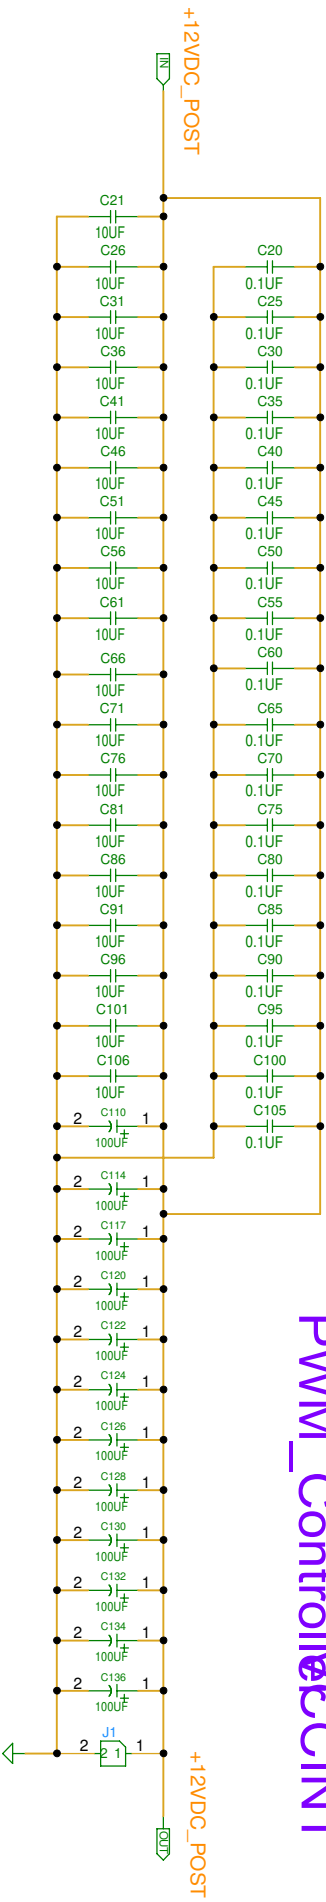 +12VDC_POST
IN
C21
10UF
C26
10UF
C31
10UF
C36
10UF
C41
10UF
C46
10UF
C51
10UF
C56
10UF
C61
10UF
C66
10UF
C71
10UF
C76
10UF
C81
10UF
C86
10UF
C91
10UF
C96
10UF
C101
10UF
C106
10UF
C20
0.1UF
C25
0.1UF
C30
0.1UF
C35
0.1UF
C40
0.1UF
C45
0.1UF
C50
0.1UF
C55
0.1UF
C60
0.1UF
C65
0.1UF
C70
0.1UF
C75
0.1UF
C80
0.1UF
C85
0.1UF
C90
0.1UF
C95
0.1UF
C100
0.1UF
C105
0.1UF
2 C110 1
100UF
2 C114 1
100UF
2 C117 1
100UF
2 C120 1
100UF
2 C122 1
100UF
2 C124 1
100UF
2 C126 1
100UF
2 C128 1
100UF
2 C130 1
100UF
2 C132 1
100UF
2 C134 1
100UF
2 C136 1
100UF
J1
2 2 1 1
+12VDC_POST
OUT